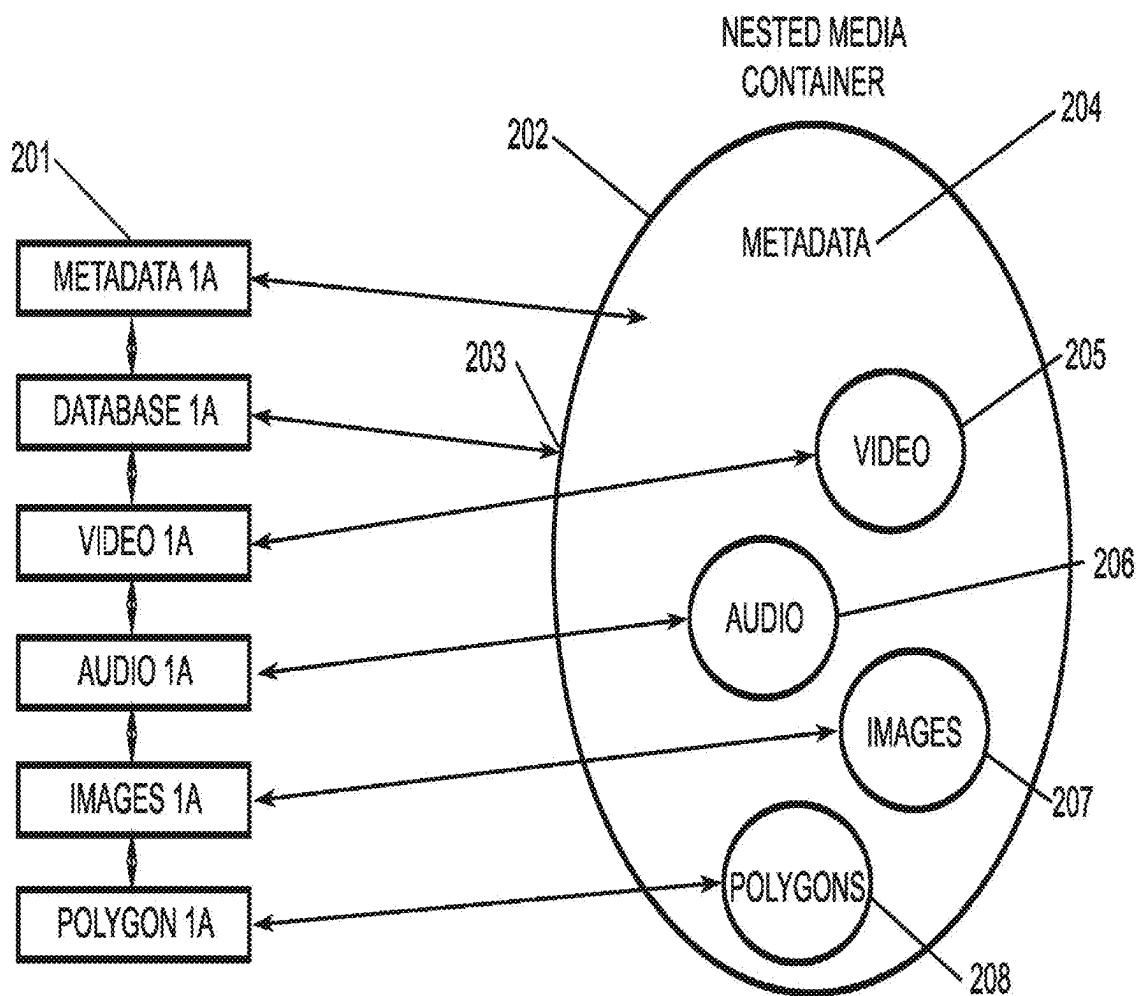 NESTED MEDIA
CONTAINER
204
202
201
METADATA
METADATA 1A
203
205
DATABASE 1A
VIDEO
VIDEO 1A
206
AUDIO
AUDIO 1A
IMAGES
IMAGES 1A
207
POLYGONS
POLYGON 1A
208